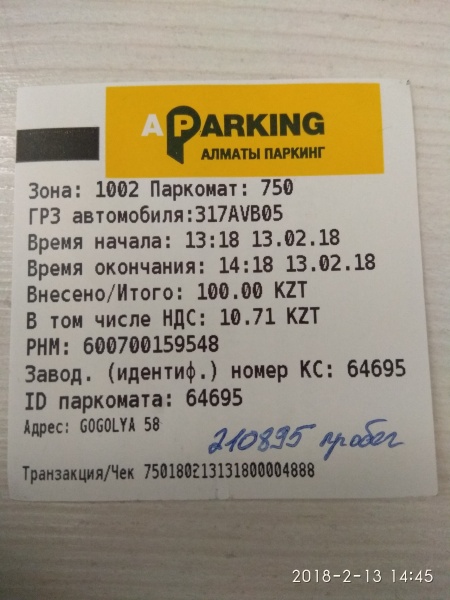 APARKING
АЛМАТЫ ПАРКИНГ
Зона: 1002 Паркомат: 750
ГРЗ автомобиля:317AVB05
Время начала: 13:18 13.02.18
Время окончания: 14:18 13.02.18
Внесено/Итого: 100.00 KZT
В том числе НДС: 10.71 KZT
РНМ: 600700159548
Завод. (идентиф.) номер КС: 64695
ID паркомата: 64695
Адрес: GOGOLYA 58
210895 пробег
Транзакция/Чек 750180213131800004888
2018-2-13 14:45